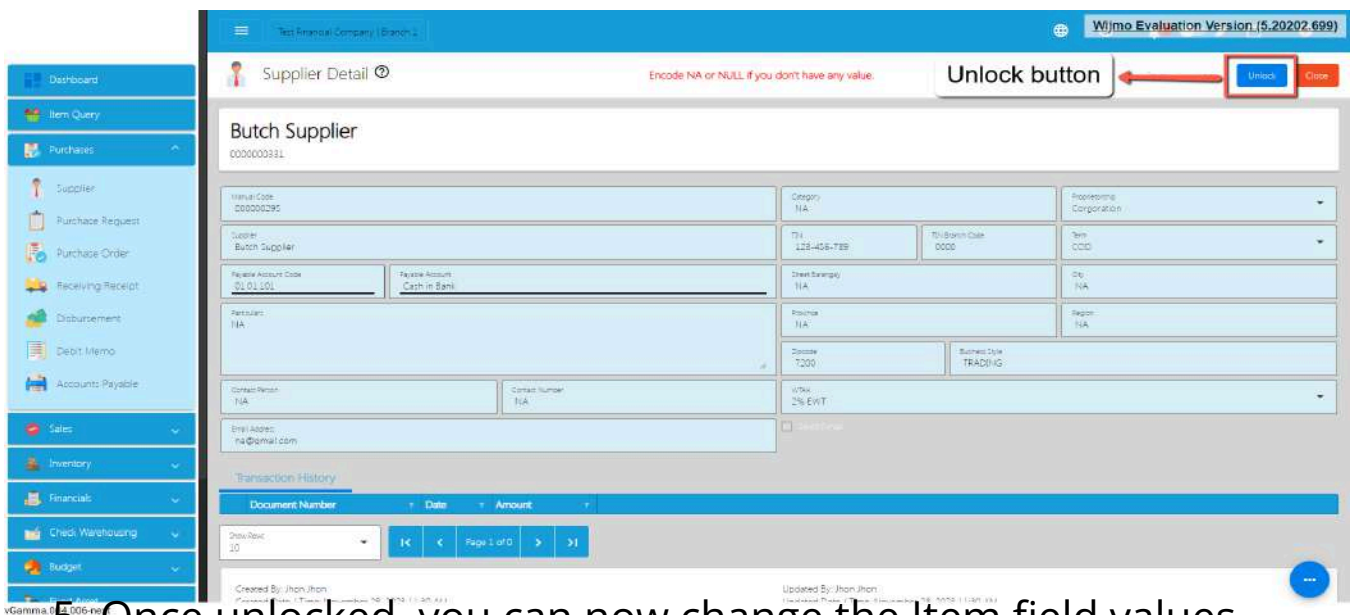 Test Financial Company | Branch 1
Wijmo Evaluation Version (5.20202.699)
Dashboard
Supplier Detail
Encode NA or NULL if you don't have any value.
Unlock button
Unlock
Close
Item Query
Purchases
Butch Supplier
0000000331
Supplier
Purchase Request
Purchase Order
Receiving Receipt
Disbursement
Debit Memo
Accounts Payable
Manual Code
000000295
Category
NA
Proprietorship
Corporation
Supplier
Butch Supplier
TIN
128-456-789
TIN Branch Code
0000
Term
COD
Payable Account Code
01.01.101
Payable Account
Cash in Bank
Street Barangay
NA
City
NA
Particulars
NA
Province
NA
Region
NA
Zipcode
7200
Business Style
TRADING
Contact Person
NA
Contact Number
NA
WTAX
2% EWT
Email Address
na@gmail.com
Sales
Inventory
Financials
Check Warehousing
Budget
Transaction History
Document Number
Date
Amount
Show Rows
10
Page 1 of 0
Created By: Jhon Jhon
Updated By: Jhon Jhon
Once unlocked, you can now change the Item field values